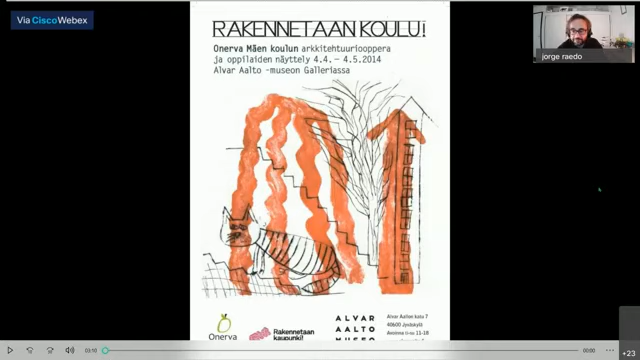 Via Cisco Webex
RAKENNETAAN KOULU!
Onerva Mäen koulun arkkitehtuuriooppera
ja oppilaiden näyttely 4.4. – 4.5.2014
Alvar Aalto -museon Galleriassa
jorge raedo
Onerva
Rakennetaan
kaupunki!
ALVAR
AALTO
MUSEO
Alvar Aallon katu 7
40600 Jyväskylä
03:10
00:00
+23